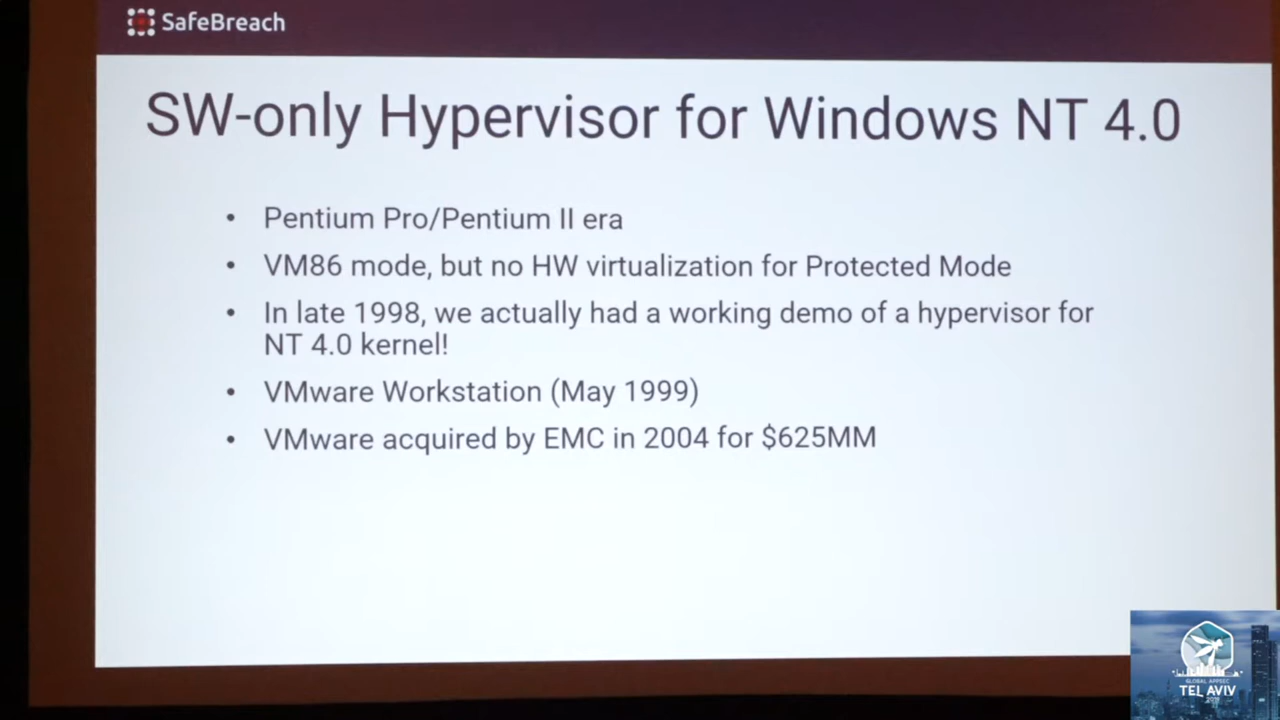 SafeBreach
SW-only Hypervisor for Windows NT 4.0
• Pentium Pro/Pentium II era
• VM86 mode, but no HW virtualization for Protected Mode
• In late 1998, we actually had a working demo of a hypervisor for
NT 4.0 kernel!
• VMware Workstation (May 1999)
• VMware acquired by EMC in 2004 for $625MM
GLOBAL APPSEC
TEL AVIV